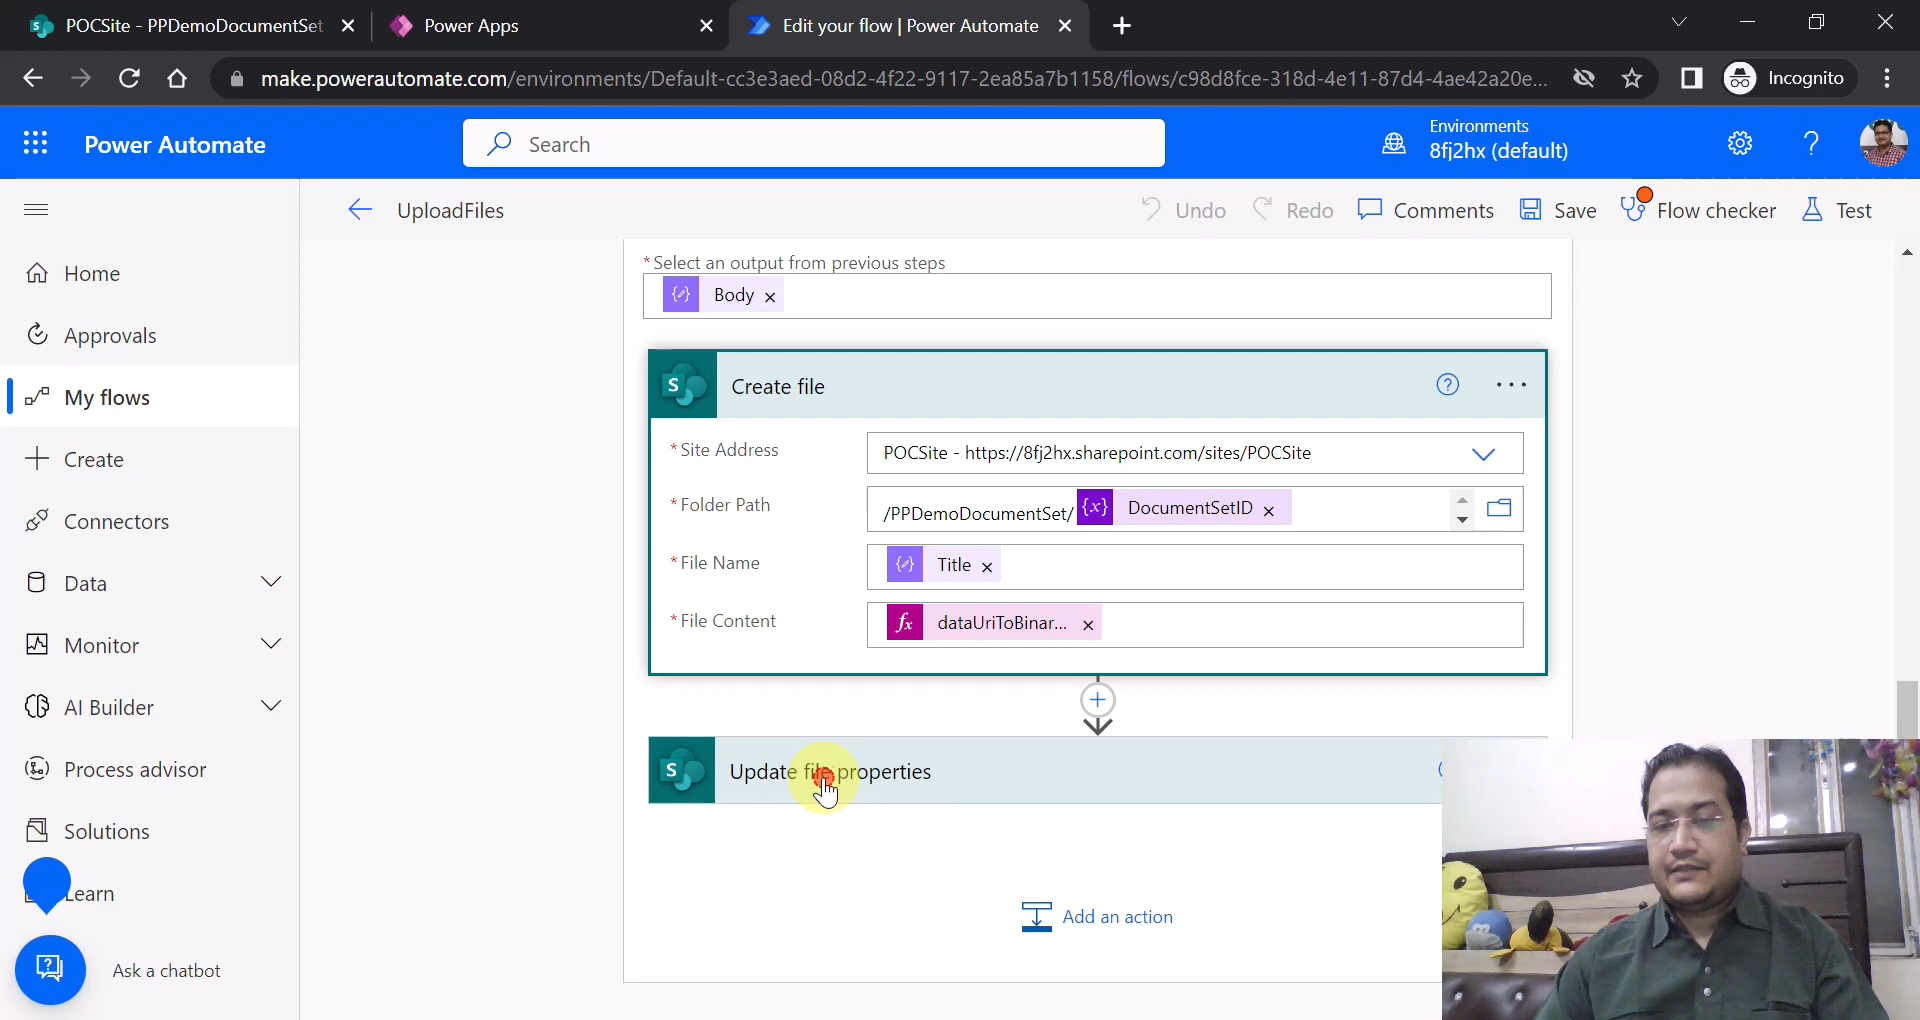 POCSite - PPDemoDocumentSet
Power Apps
Edit your flow | Power Automate
make.powerautomate.com/environments/Default-cc3e3aed-08d2-4f22-9117-2ea85a7b1158/flows/c98d8fce-318d-4e11-87d4-4ae42a20e...
Incognito
Power Automate
Search
Environments
8fj2hx (default)
UploadFiles
Undo
Redo
Comments
Save
Flow checker
Test
Home
Approvals
My flows
Create
Connectors
Data
Monitor
AI Builder
Process advisor
Solutions
Learn
Ask a chatbot
* Select an output from previous steps
Body
Create file
* Site Address
POCSite - https://8fj2hx.sharepoint.com/sites/POCSite
* Folder Path
/PPDemoDocumentSet/ DocumentSetID
* File Name
Title
* File Content
fx dataUriToBinar...
Update file properties
Add an action